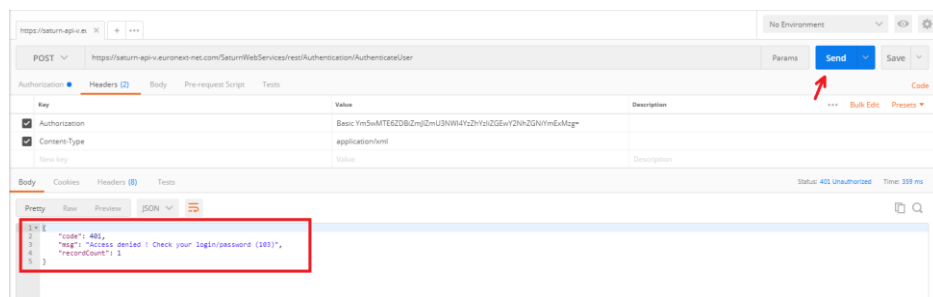 https://saturn-api-v.eu
No Environment
POST
https://saturn-api-v.euronext-net.com/SaturnWebServices/rest/Authentication/AuthenticateUser
Params
Send
Save
Authorization
Headers (2)
Body
Pre-request Script
Tests
Code
Key
Value
Description
Bulk Edit
Presets
Authorization
Content-Type
application/xml
New key
Value
Description
Body
Cookies
Headers (8)
Tests
Status: 401 Unauthorized
Time: 339 ms
Pretty
Raw
Preview
JSON
1 {
2 "code": 401,
3 "msg": "Access denied ! Check your login/password (103)",
4 "recordCount": 1
5 }